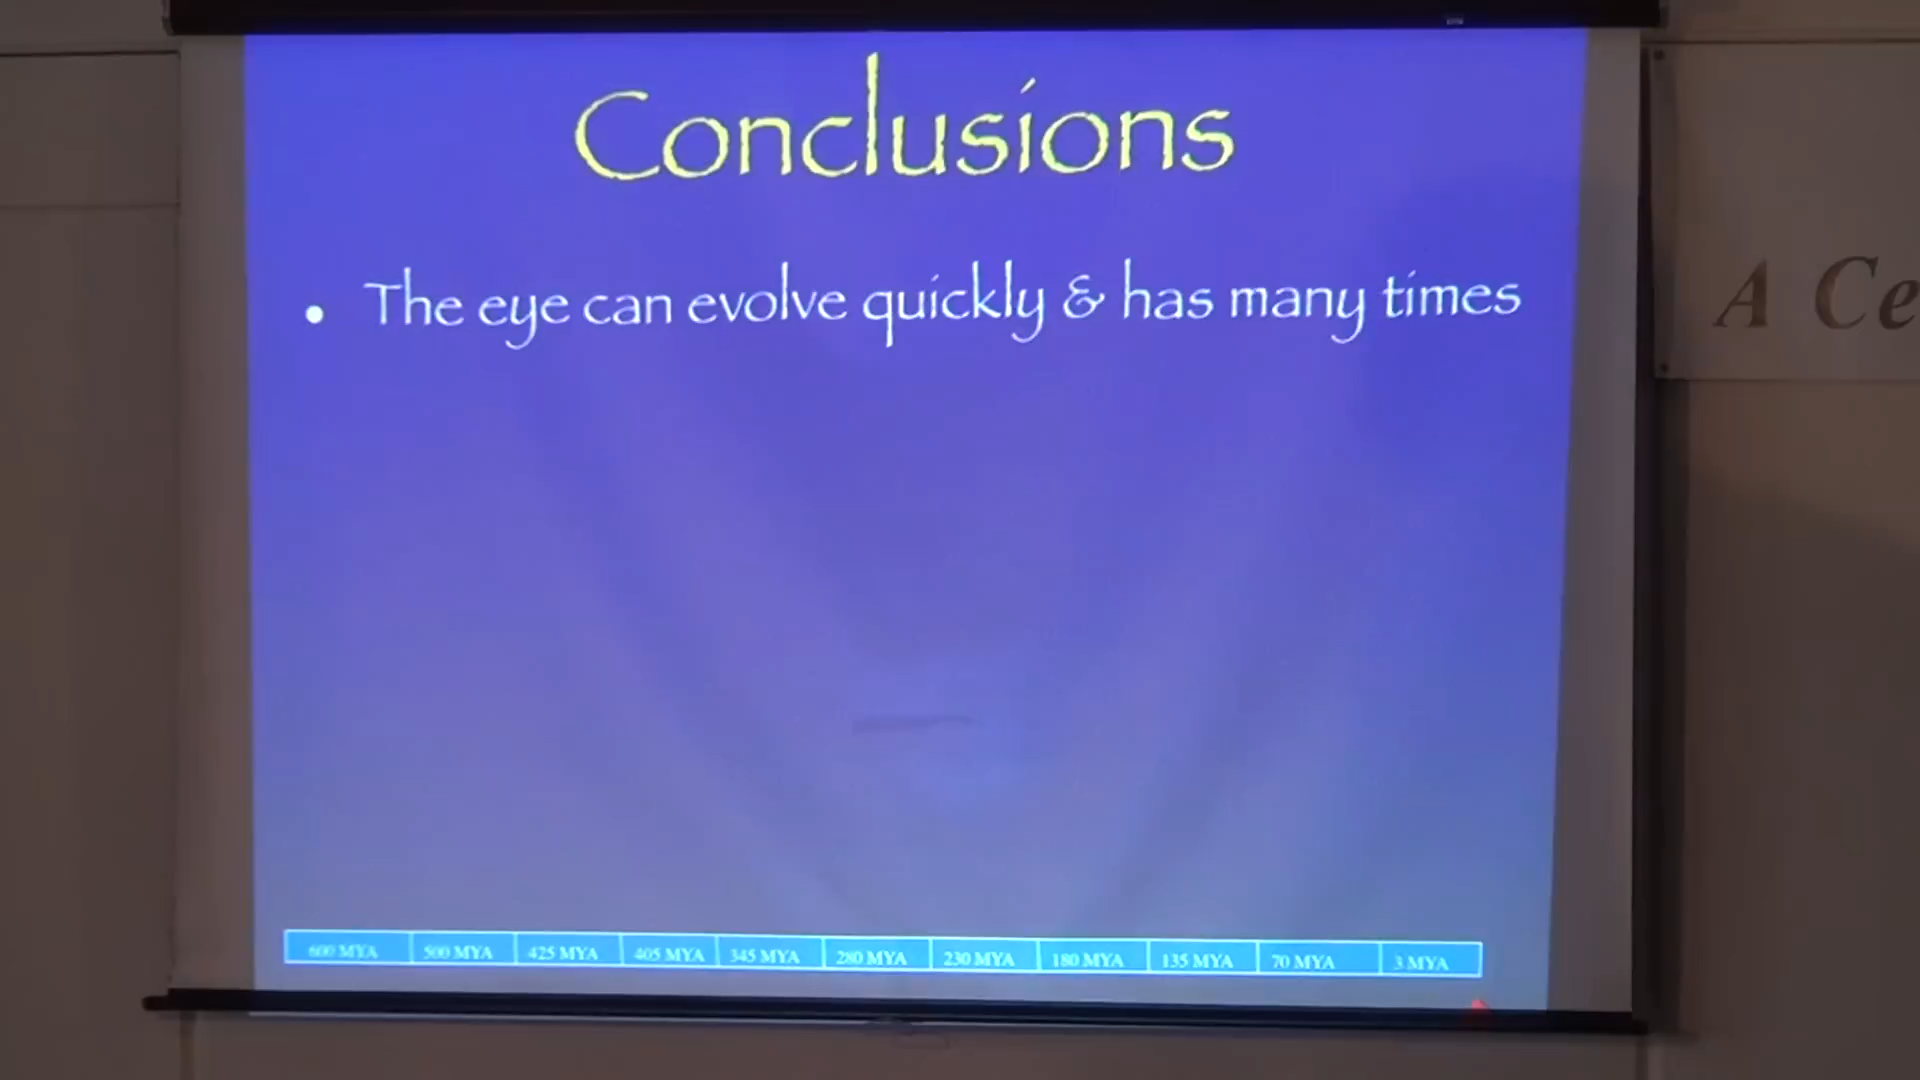 Conclusions
• The eye can evolve quickly & has many times
A Ce
600 MYA 500 MYA 425 MYA 405 MYA 345 MYA 280 MYA 230 MYA 180 MYA 135 MYA 70 MYA 3 MYA